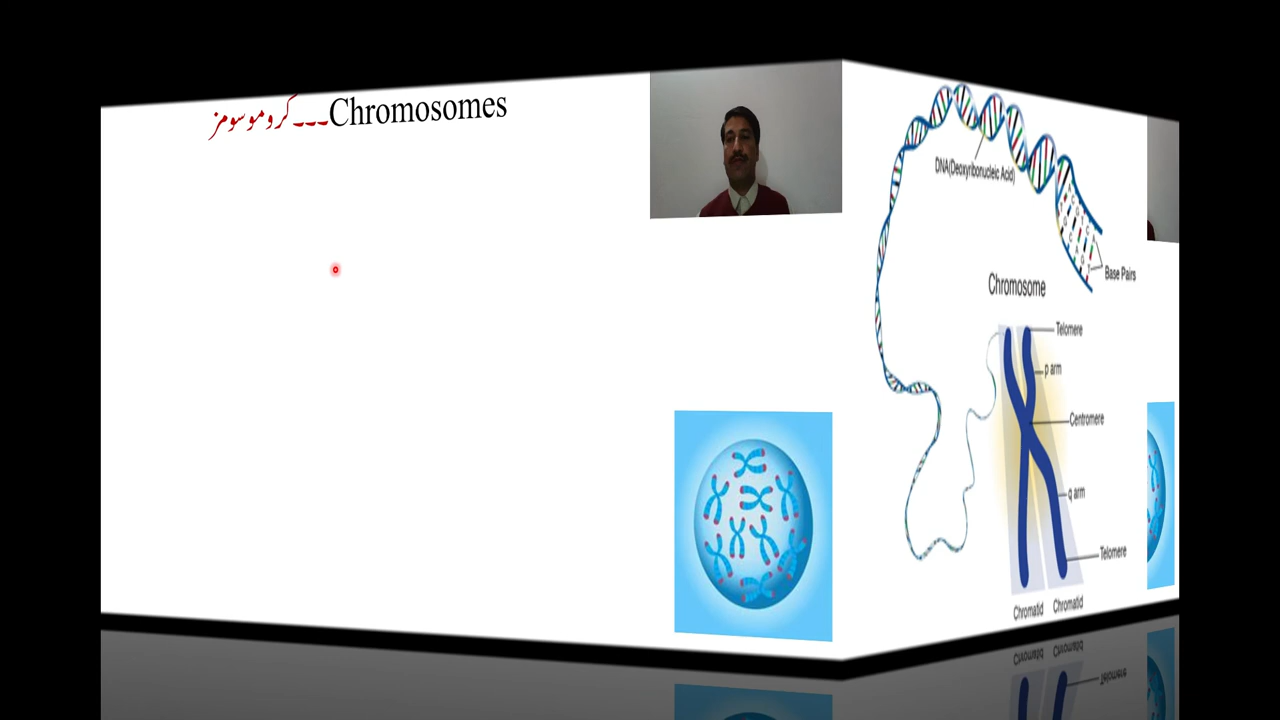 Chromosomes۔۔۔کروموسومز
DNA(Deoxyribonucleic Acid)
Base Pairs
Chromosome
Telomere
p arm
Centromere
q arm
Telomere
Chromatid Chromatid